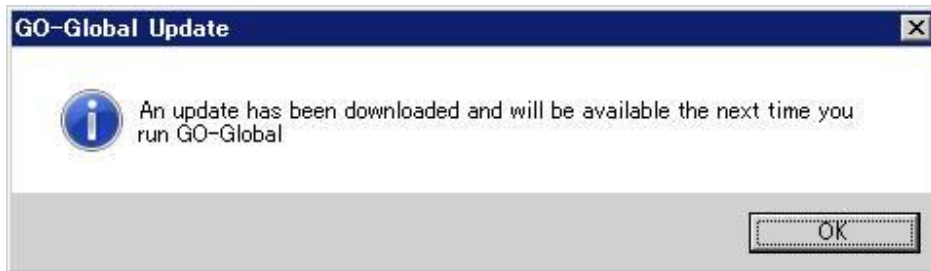 GO-Global Update
An update has been downloaded and will be available the next time you
run GO-Global
OK